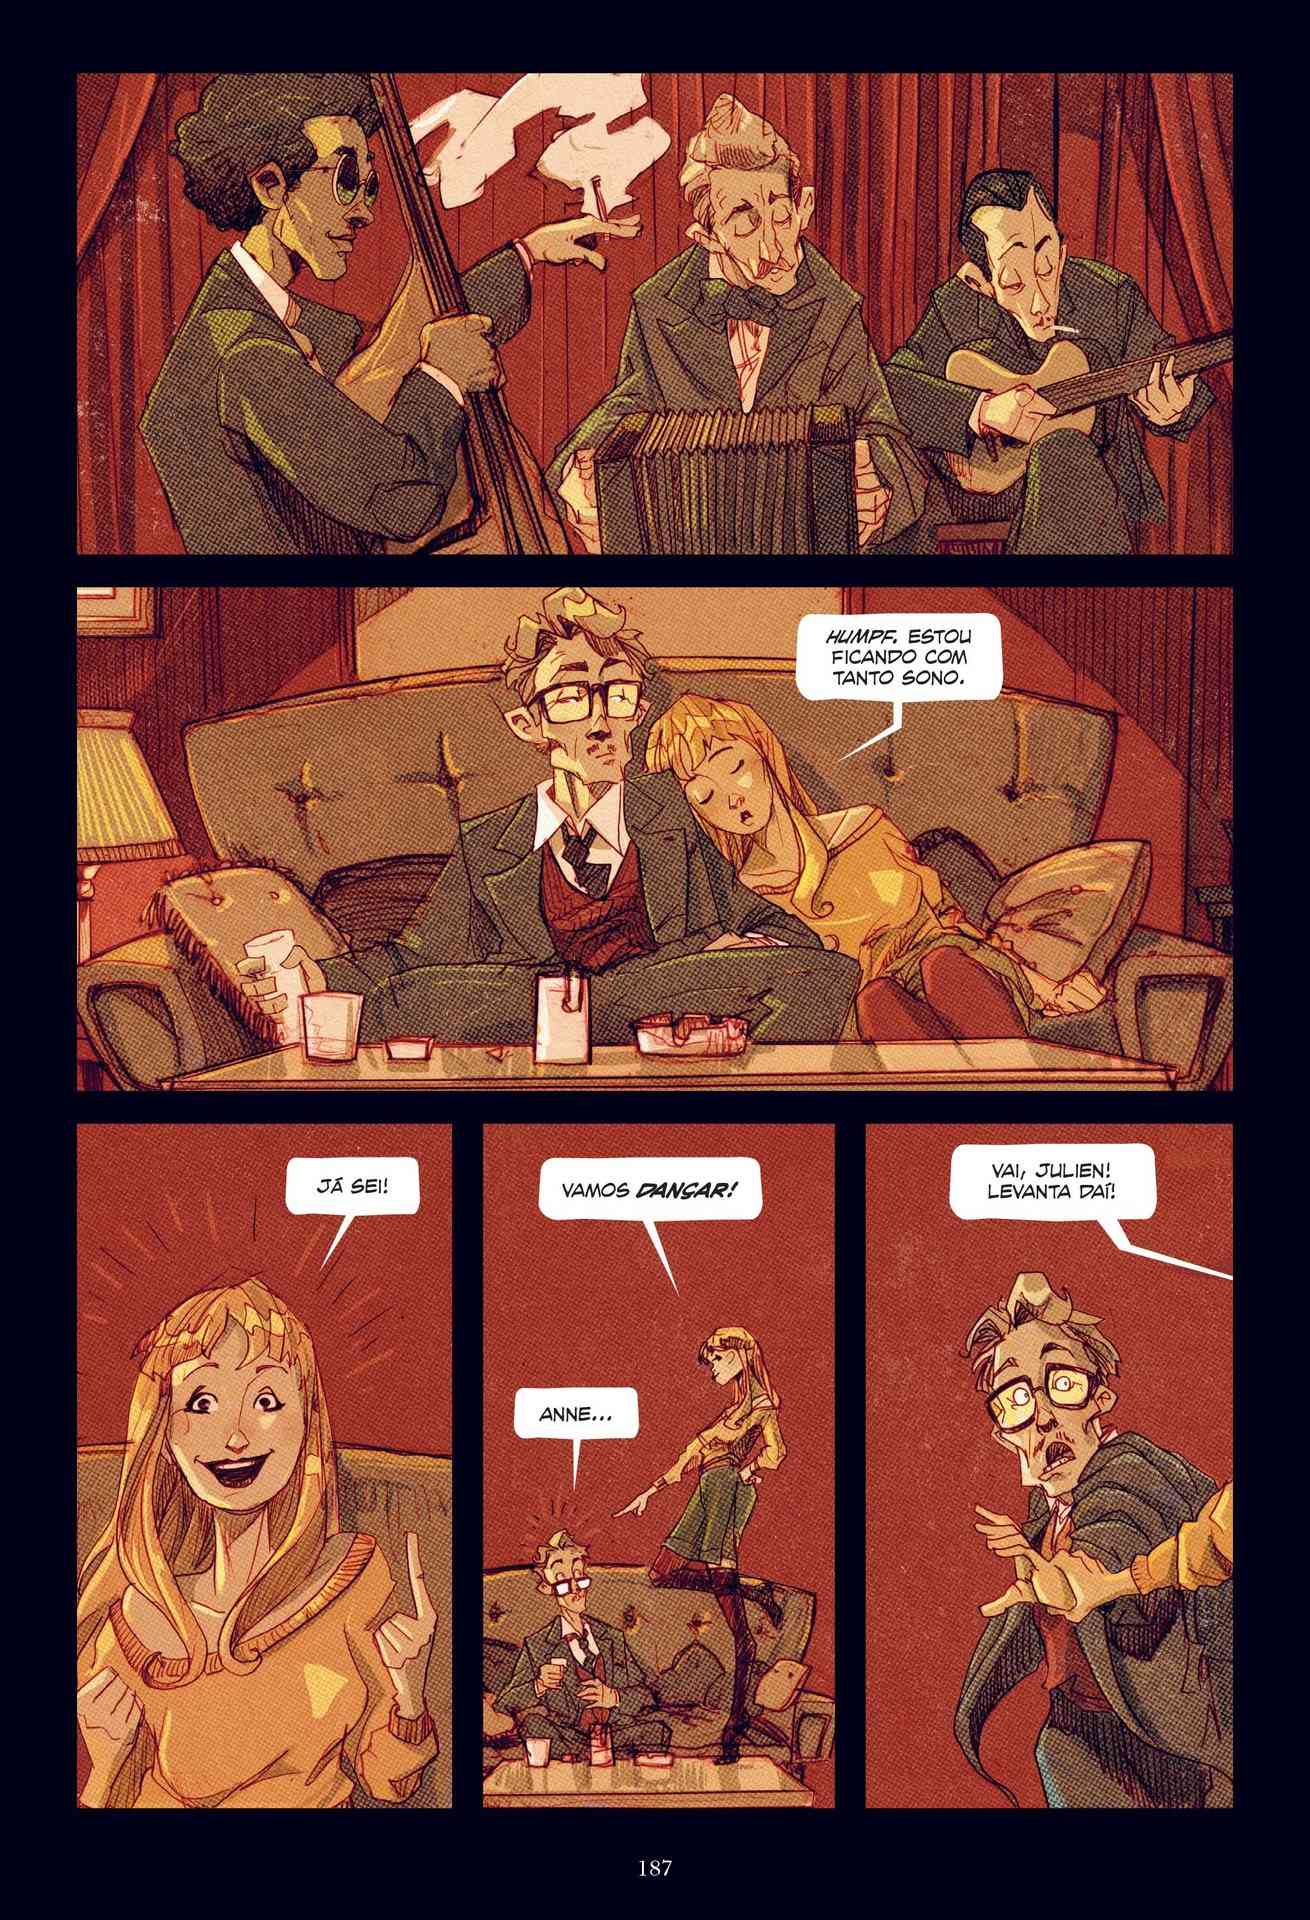 HUMPF. ESTOU
FICANDO COM
TANTO SONO.
JÁ SEI!
VAMOS DANÇAR!
ANNE...
VAI, JULIEN!
LEVANTA DAÍ!
187